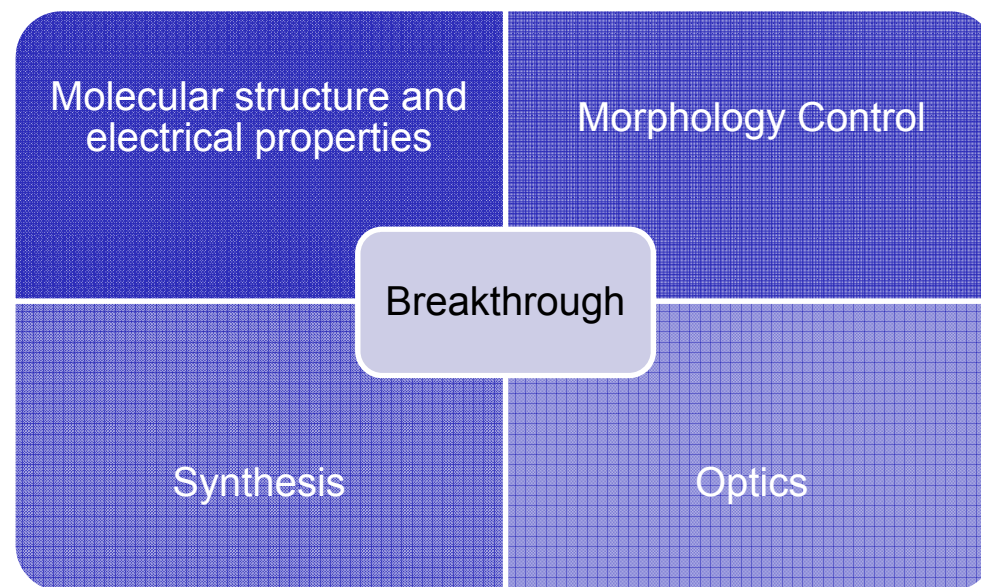 Molecular structure and
electrical properties
Morphology Control
Breakthrough
Synthesis
Optics